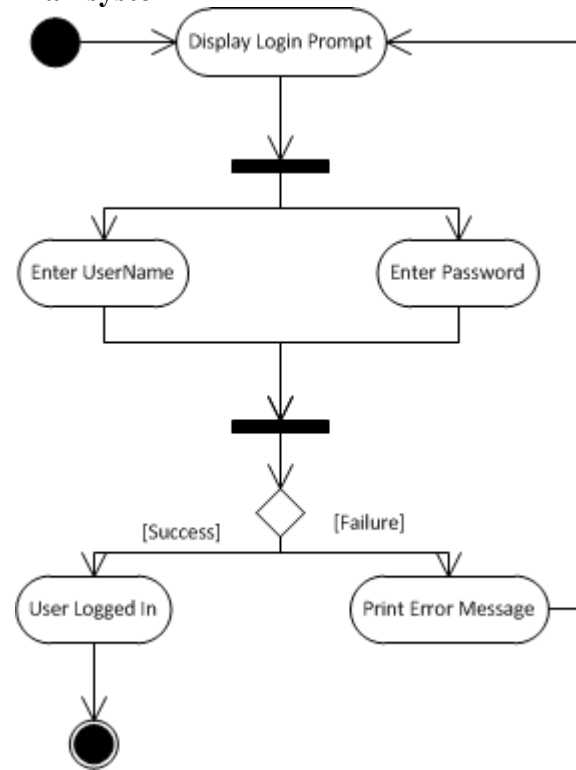 Display Login Prompt
Enter UserName
Enter Password
[Success]
[Failure]
User Logged In
Print Error Message